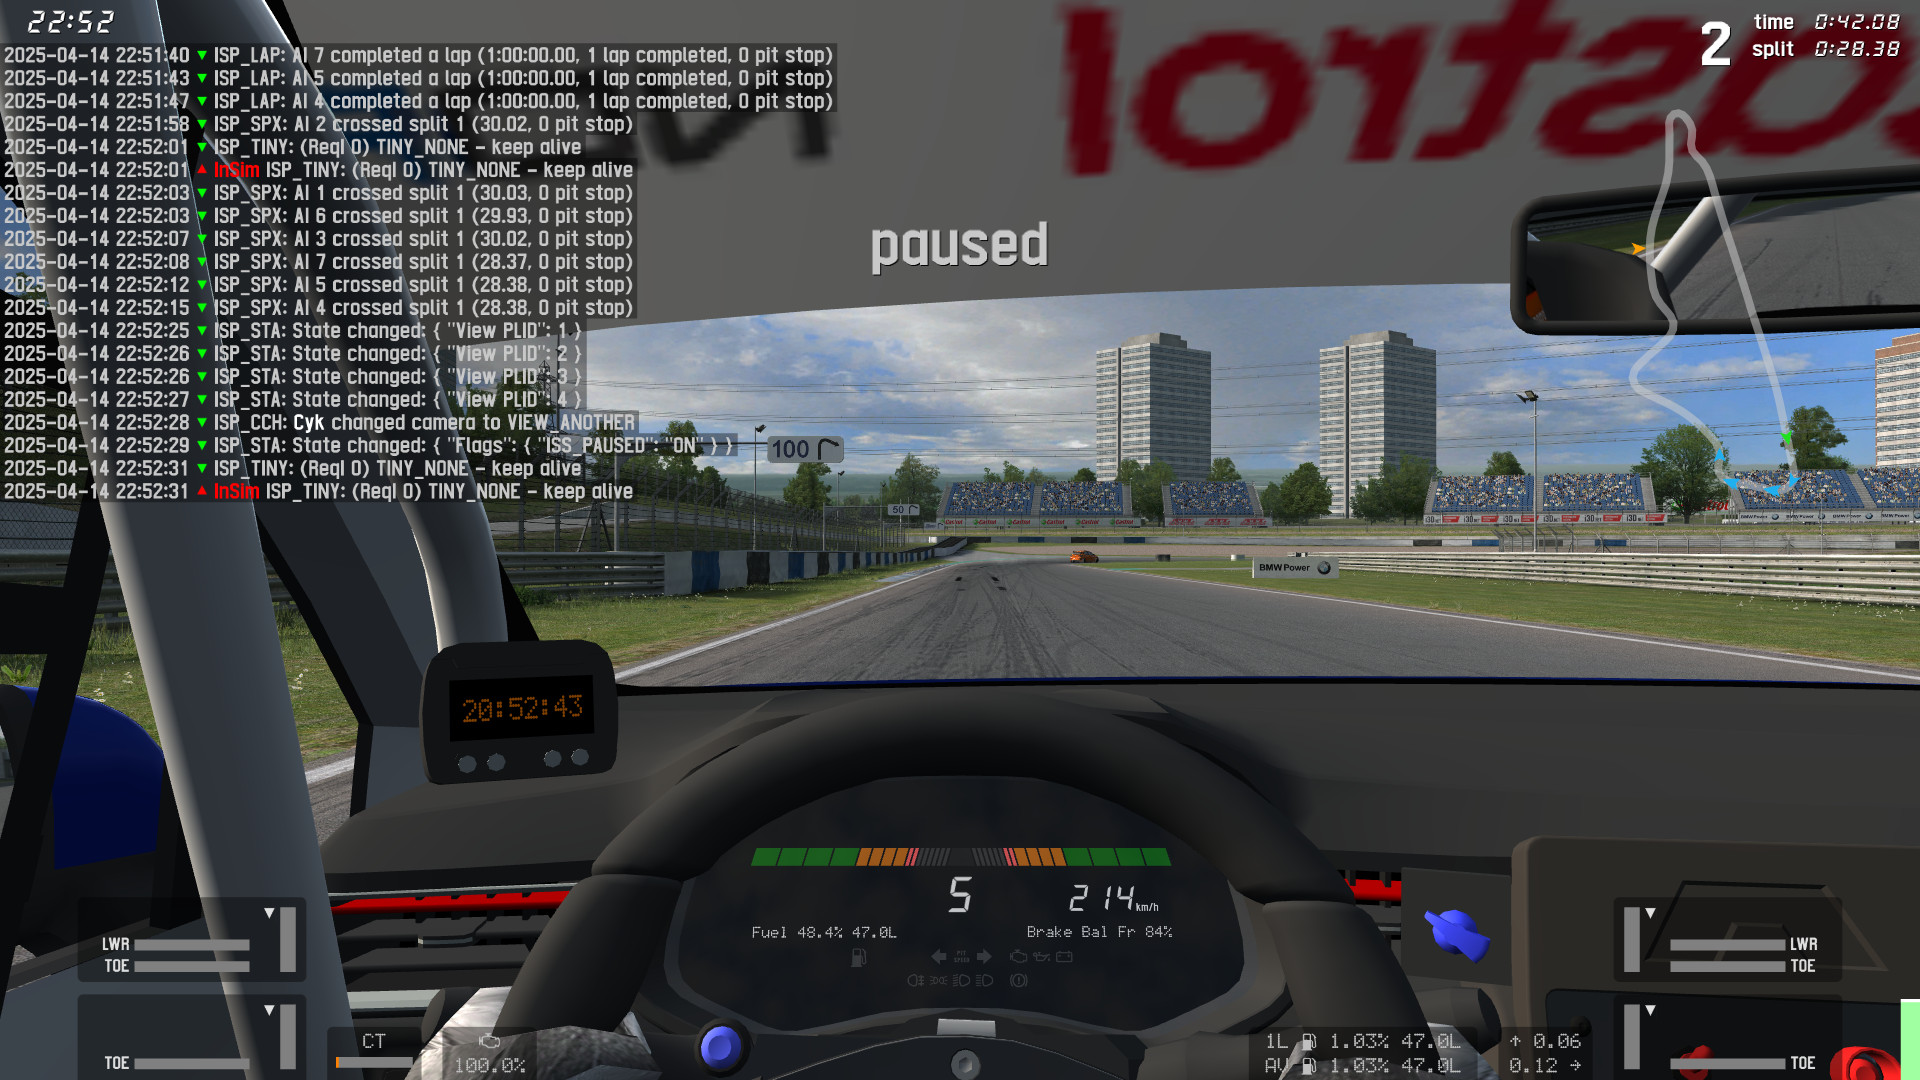 22:52
2 time 0:42.08
split 0:28.38
2025-04-14 22:51:40 ▼ ISP_LAP: AI 7 completed a lap (1:00:00.00, 1 lap completed, 0 pit stop)
2025-04-14 22:51:43 ▼ ISP_LAP: AI 5 completed a lap (1:00:00.00, 1 lap completed, 0 pit stop)
2025-04-14 22:51:47 ▼ ISP_LAP: AI 4 completed a lap (1:00:00.00, 1 lap completed, 0 pit stop)
2025-04-14 22:51:58 ▼ ISP_SPX: AI 2 crossed split 1 (30.02, 0 pit stop)
2025-04-14 22:52:01 ▼ ISP_TINY: (ReqI 0) TINY_NONE – keep alive
2025-04-14 22:52:01 ▲ InSim ISP_TINY: (ReqI 0) TINY_NONE – keep alive
2025-04-14 22:52:03 ▼ ISP_SPX: AI 1 crossed split 1 (30.03, 0 pit stop)
2025-04-14 22:52:03 ▼ ISP_SPX: AI 6 crossed split 1 (29.93, 0 pit stop)
2025-04-14 22:52:07 ▼ ISP_SPX: AI 3 crossed split 1 (30.02, 0 pit stop)
2025-04-14 22:52:08 ▼ ISP_SPX: AI 7 crossed split 1 (28.37, 0 pit stop)
2025-04-14 22:52:12 ▼ ISP_SPX: AI 5 crossed split 1 (28.38, 0 pit stop)
2025-04-14 22:52:15 ▼ ISP_SPX: AI 4 crossed split 1 (28.38, 0 pit stop)
2025-04-14 22:52:25 ▼ ISP_STA: State changed: { "View PLID": 1 }
2025-04-14 22:52:26 ▼ ISP_STA: State changed: { "View PLID": 2 }
2025-04-14 22:52:26 ▼ ISP_STA: State changed: { "View PLID": 3 }
2025-04-14 22:52:27 ▼ ISP_STA: State changed: { "View PLID": 4 }
2025-04-14 22:52:28 ▼ ISP_CCH: Cyk changed camera to VIEW_ANOTHER
2025-04-14 22:52:29 ▼ ISP_STA: State changed: { "Flags": { "ISS_PAUSED": "ON" } }
2025-04-14 22:52:31 ▼ ISP_TINY: (ReqI 0) TINY_NONE – keep alive
2025-04-14 22:52:31 ▲ InSim ISP_TINY: (ReqI 0) TINY_NONE – keep alive
Castrol
paused
100
50
Castrol Castrol Castrol Castrol Castrol
BMW Power
20:52:43
5 214 km/h
Fuel 48.4% 47.0L Brake Bal Fr 84%
LWR
TOE
LWR
TOE
TOE
CT
100.0%
1L 1.03% 47.0L ↑ 0.06
AV 1.03% 47.0L 0.12 →
TOE